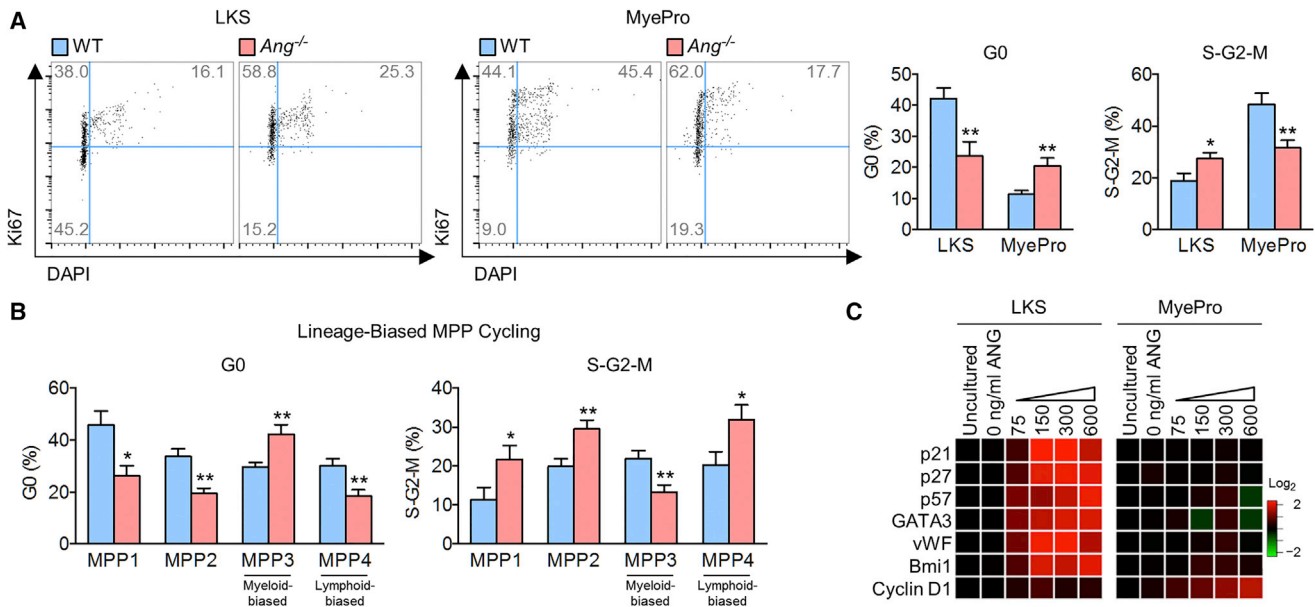 A
LKS
MyePro
WT
Ang-/-
WT
Ang-/-
38.0
16.1
58.8
25.3
45.2
15.2
44.1
45.4
62.0
17.7
9.0
19.3
Ki67
DAPI
Ki67
DAPI
G0
G0 (%)
50
40
30
20
10
0
**
**
LKS
MyePro
S-G2-M
S-G2-M (%)
60
40
20
0
*
**
LKS
MyePro
B
Lineage-Biased MPP Cycling
G0
G0 (%)
60
40
20
0
*
**
**
**
MPP1
MPP2
MPP3
MPP4
Myeloid-
biased
Lymphoid-
biased
S-G2-M
S-G2-M (%)
40
30
20
10
0
*
**
**
*
MPP1
MPP2
MPP3
MPP4
Myeloid-
biased
Lymphoid-
biased
C
LKS
MyePro
Uncultured
0 ng/ml ANG
75
150
300
600
Uncultured
0 ng/ml ANG
75
150
300
600
p21
p27
p57
GATA3
vWF
Bmi1
Cyclin D1
Log2
2
-2